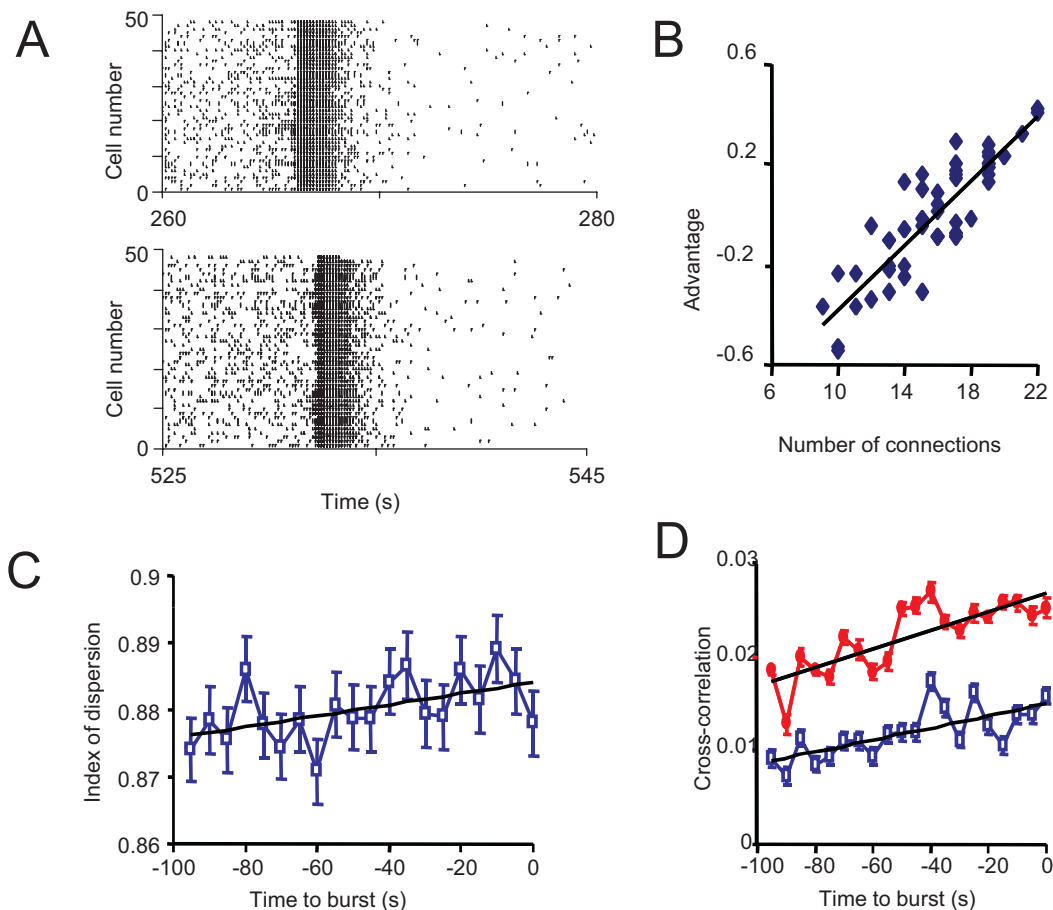 A
50
Cell number
0
260
280
50
Cell number
0
525
545
Time (s)
B
0.6
0.2
-0.2
-0.6
Advantage
6
10
14
18
22
Number of connections
C
0.9
0.89
0.88
0.87
0.86
Index of dispersion
-100
-80
-60
-40
-20
0
Time to burst (s)
D
0.03
0.02
0.01
0
Cross-correlation
-100
-80
-60
-40
-20
0
Time to burst (s)